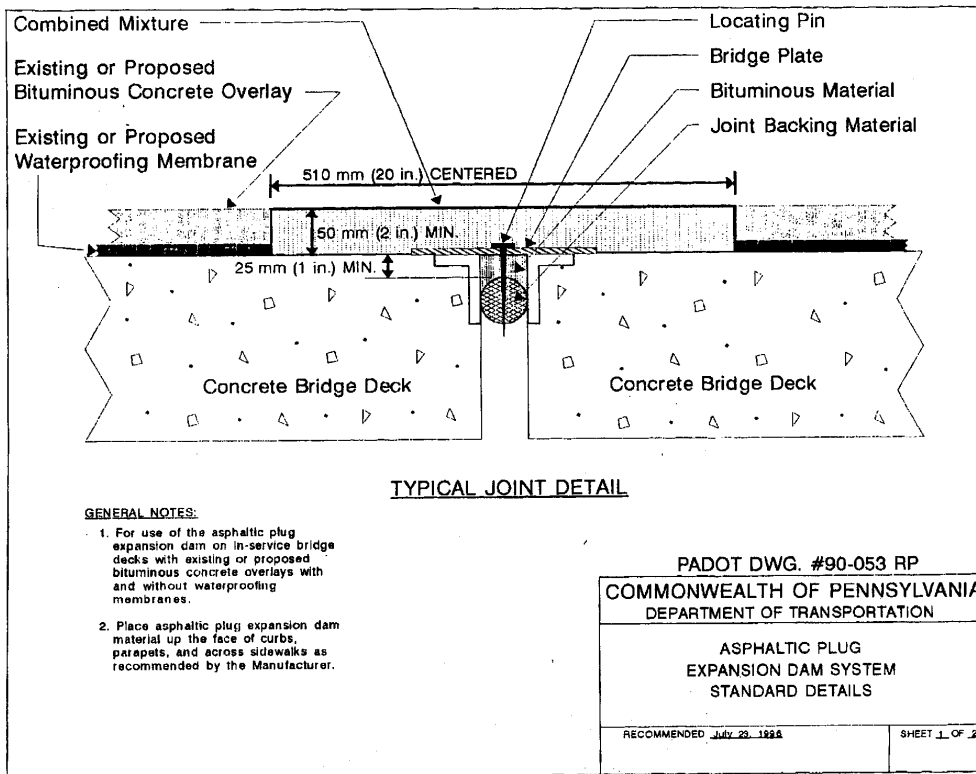 Combined Mixture
Existing or Proposed
Bituminous Concrete Overlay
Existing or Proposed
Waterproofing Membrane
Locating Pin
Bridge Plate
Bituminous Material
Joint Backing Material
510 mm (20 in.) CENTERED
50 mm (2 in.) MIN.
25 mm (1 in.) MIN.
Concrete Bridge Deck
Concrete Bridge Deck
TYPICAL JOINT DETAIL
GENERAL NOTES:
1. For use of the asphaltic plug
expansion dam on in-service bridge
decks with existing or proposed
bituminous concrete overlays with
and without waterproofing
membranes.
2. Place asphaltic plug expansion dam
material up the face of curbs,
parapets, and across sidewalks as
recommended by the Manufacturer.
PADOT DWG. #90-053 RP
COMMONWEALTH OF PENNSYLVANIA
DEPARTMENT OF TRANSPORTATION
ASPHALTIC PLUG
EXPANSION DAM SYSTEM
STANDARD DETAILS
RECOMMENDED July 23, 1996
SHEET 1 OF 2